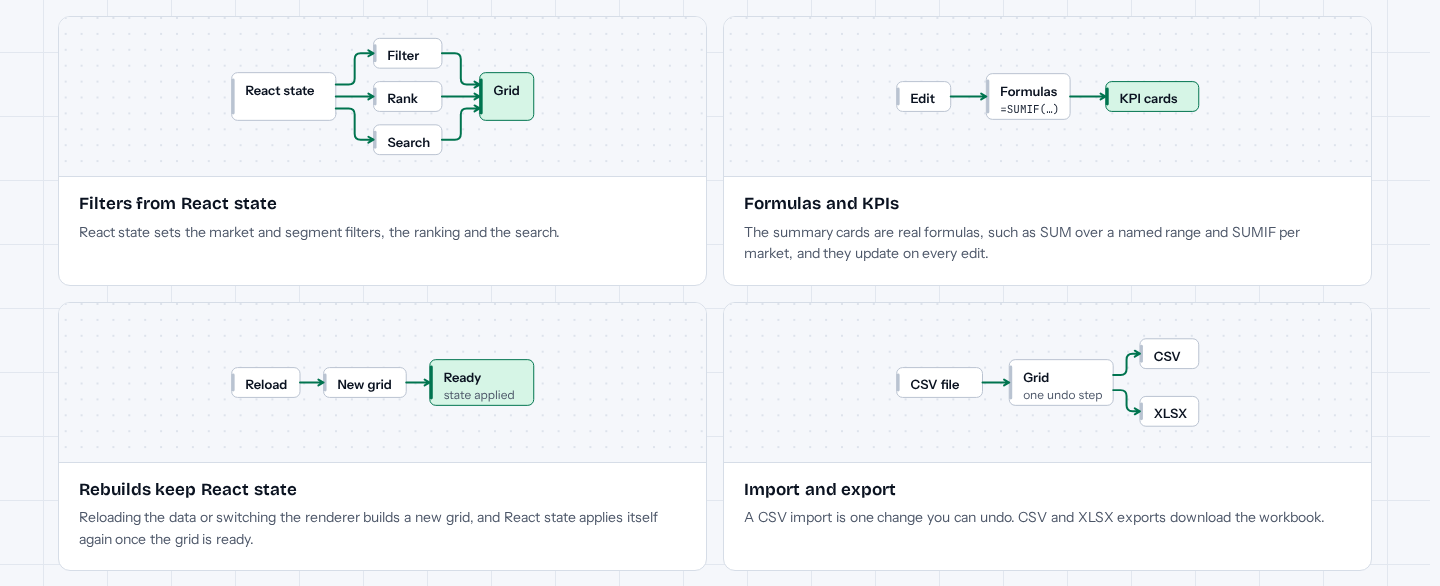 React state
Filter
Rank
Search
Grid
Filters from React state
React state sets the market and segment filters, the ranking and the search.
Edit
Formulas
=SUMIF(…)
KPI cards
Formulas and KPIs
The summary cards are real formulas, such as SUM over a named range and SUMIF per
market, and they update on every edit.
Reload
New grid
Ready
state applied
Rebuilds keep React state
Reloading the data or switching the renderer builds a new grid, and React state applies itself
again once the grid is ready.
CSV file
Grid
one undo step
CSV
XLSX
Import and export
A CSV import is one change you can undo. CSV and XLSX exports download the workbook.